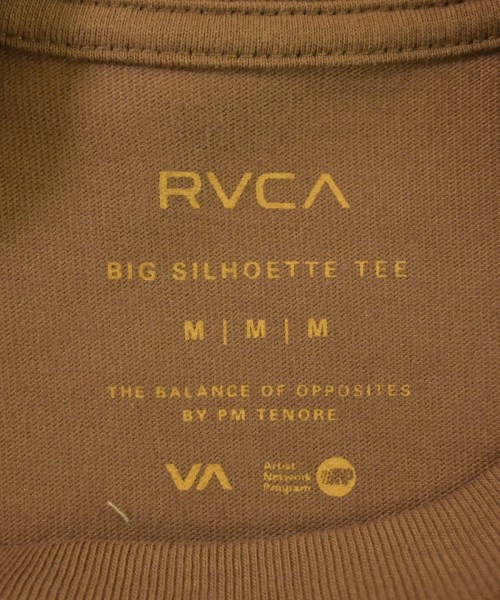 RVCA
BIG SILHOETTE TEE
M | M | M
THE BALANCE OF OPPOSITES
BY PM TENORE
VA
Artist
Network
Program